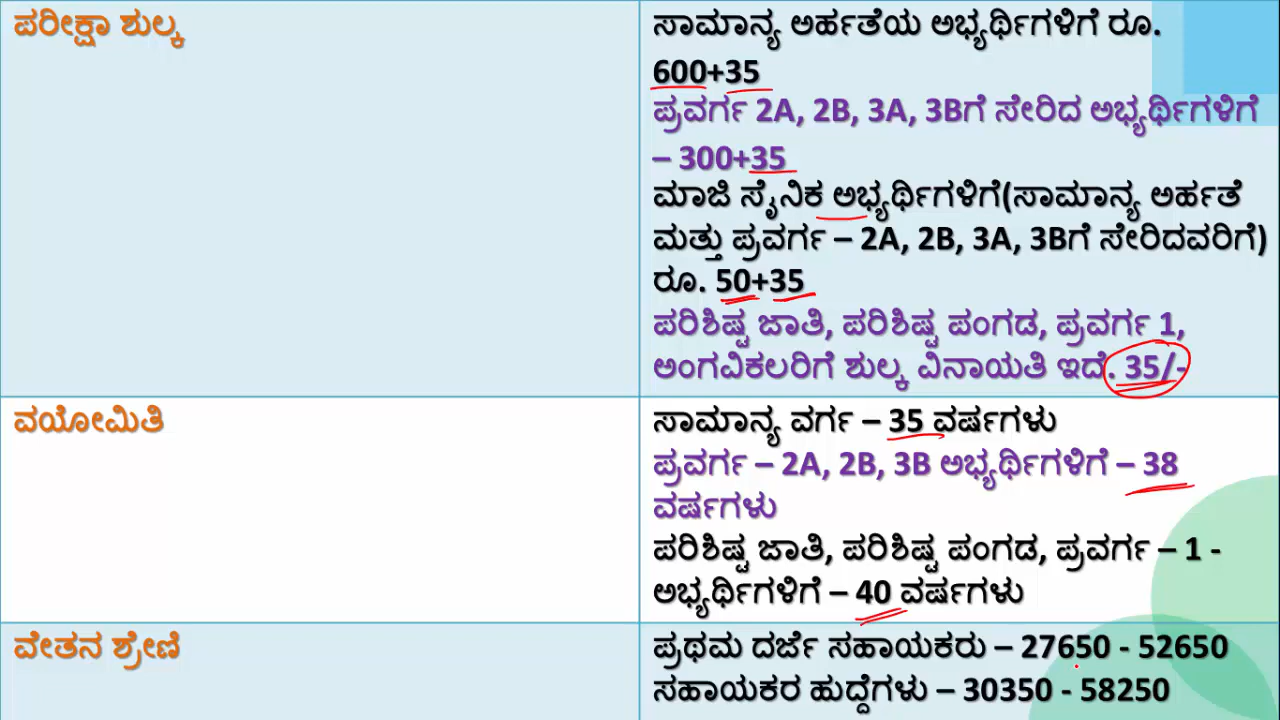 ಪರೀಕ್ಷಾ ಶುಲ್ಕ
ಸಾಮಾನ್ಯ ಅರ್ಹತೆಯ ಅಭ್ಯರ್ಥಿಗಳಿಗೆ ರೂ.
600+35
ಪ್ರವರ್ಗ 2A, 2B, 3A, 3Bಗೆ ಸೇರಿದ ಅಭ್ಯರ್ಥಿಗಳಿಗೆ
– 300+35
ಮಾಜಿ ಸೈನಿಕ ಅಭ್ಯರ್ಥಿಗಳಿಗೆ(ಸಾಮಾನ್ಯ ಅರ್ಹತೆ
ಮತ್ತು ಪ್ರವರ್ಗ – 2A, 2B, 3A, 3Bಗೆ ಸೇರಿದವರಿಗೆ)
ರೂ. 50+35
ಪರಿಶಿಷ್ಟ ಜಾತಿ, ಪರಿಶಿಷ್ಟ ಪಂಗಡ, ಪ್ರವರ್ಗ 1,
ಅಂಗವಿಕಲರಿಗೆ ಶುಲ್ಕ ವಿನಾಯತಿ ಇದೆ. 35/-
ವಯೋಮಿತಿ
ಸಾಮಾನ್ಯ ವರ್ಗ – 35 ವರ್ಷಗಳು
ಪ್ರವರ್ಗ – 2A, 2B, 3B ಅಭ್ಯರ್ಥಿಗಳಿಗೆ – 38
ವರ್ಷಗಳು
ಪರಿಶಿಷ್ಟ ಜಾತಿ, ಪರಿಶಿಷ್ಟ ಪಂಗಡ, ಪ್ರವರ್ಗ – 1 -
ಅಭ್ಯರ್ಥಿಗಳಿಗೆ – 40 ವರ್ಷಗಳು
ವೇತನ ಶ್ರೇಣಿ
ಪ್ರಥಮ ದರ್ಜೆ ಸಹಾಯಕರು – 27650 - 52650
ಸಹಾಯಕರ ಹುದ್ದೆಗಳು – 30350 - 58250